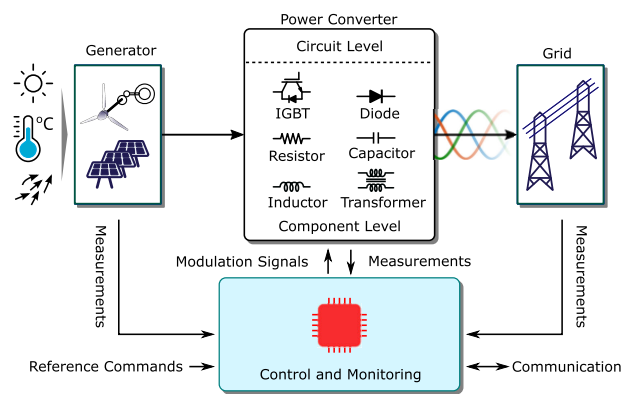 Power Converter
Generator
Circuit Level
Grid
°C
IGBT
Diode
Resistor
Capacitor
Inductor
Transformer
Component Level
Measurements
Modulation Signals
Measurements
Measurements
Reference Commands
Control and Monitoring
Communication